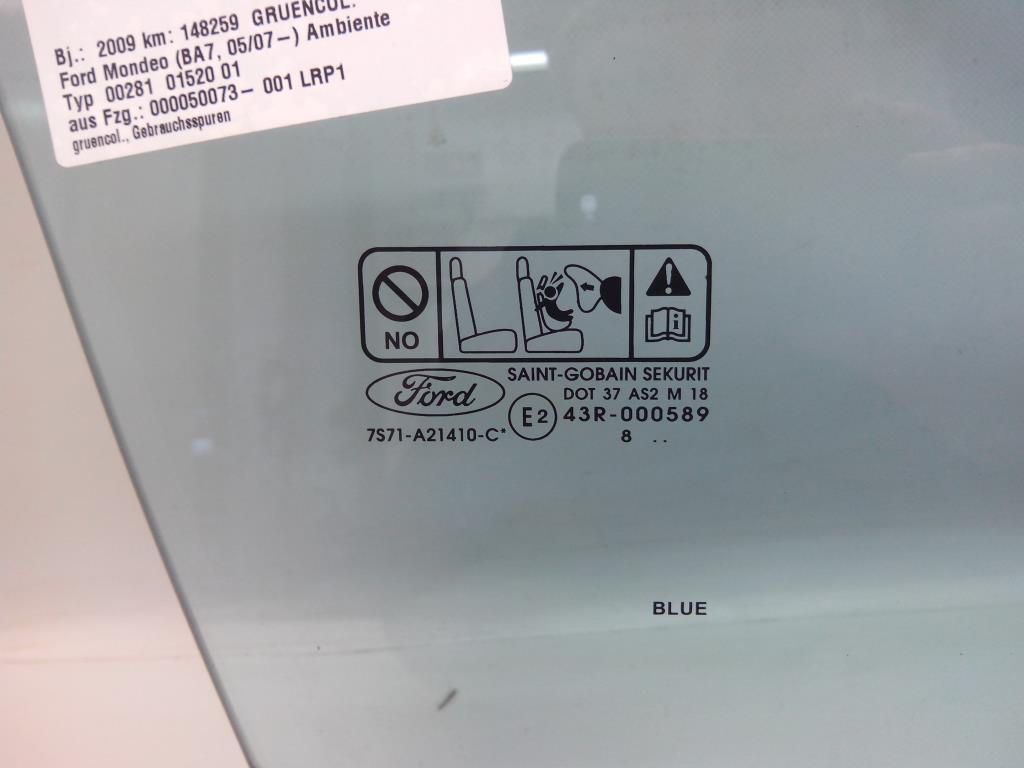 Bj.: 2009 km: 148259 GRUENCOL.
Ford Mondeo (BA7, 05/07-) Ambiente
Typ 00281 01520 01
aus Fzg.: 000050073- 001 LRP1
gruencol., Gebrauchsspuren
NO
Ford
SAINT-GOBAIN SEKURIT
DOT 37 AS2 M 18
E2 43R-000589
7S71-A21410-C*
8 ..
BLUE